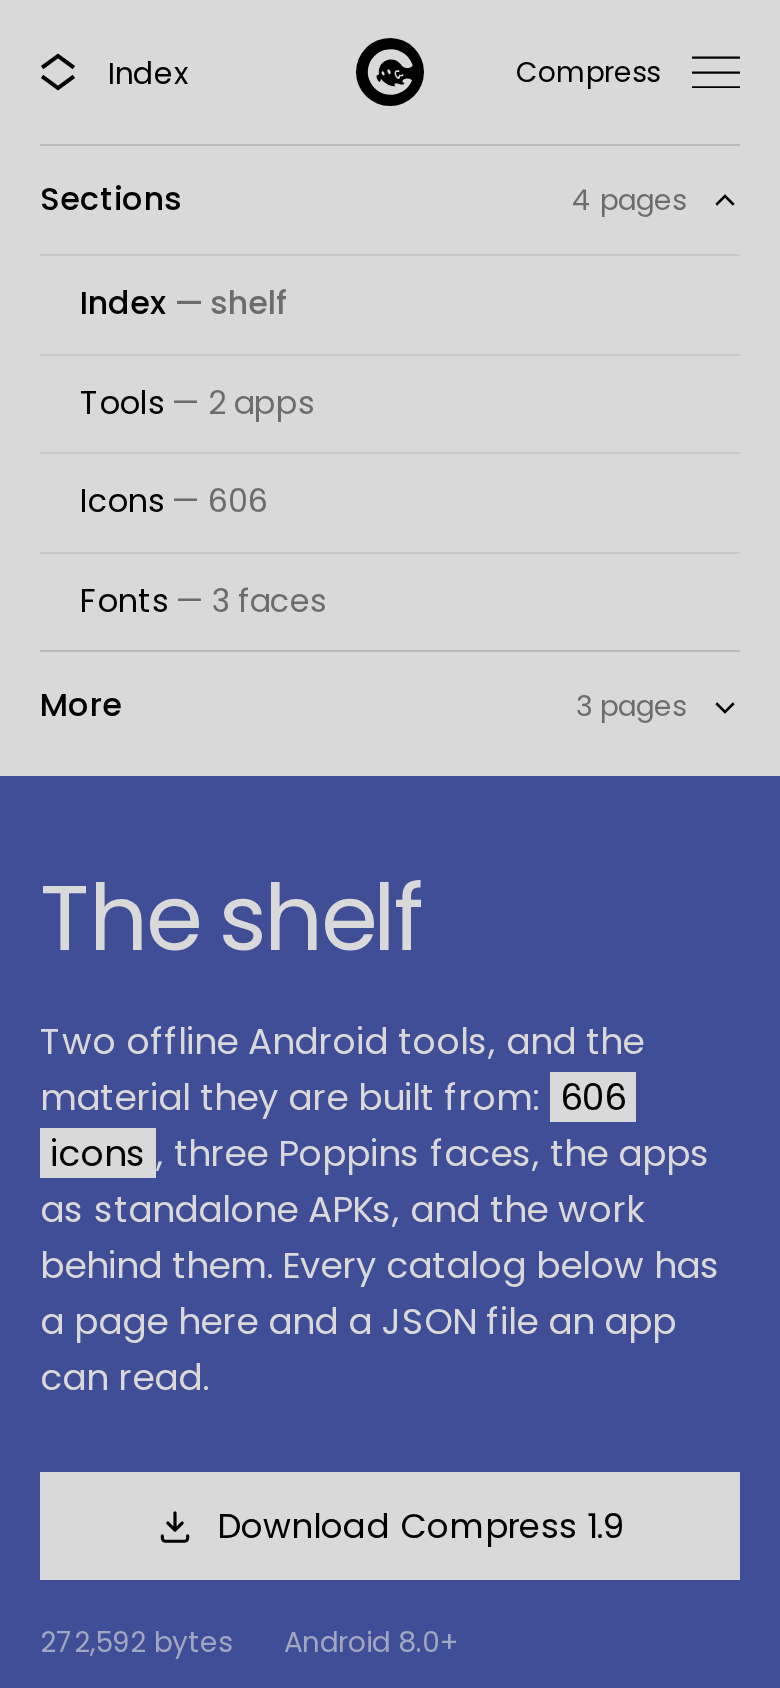 Index
Compress
Sections
4 pages
Index — shelf
Tools — 2 apps
Icons — 606
Fonts — 3 faces
More
3 pages
The shelf
Two offline Android tools, and the
material they are built from: 606
icons, three Poppins faces, the apps
as standalone APKs, and the work
behind them. Every catalog below has
a page here and a JSON file an app
can read.
Download Compress 1.9
272,592 bytes
Android 8.0+